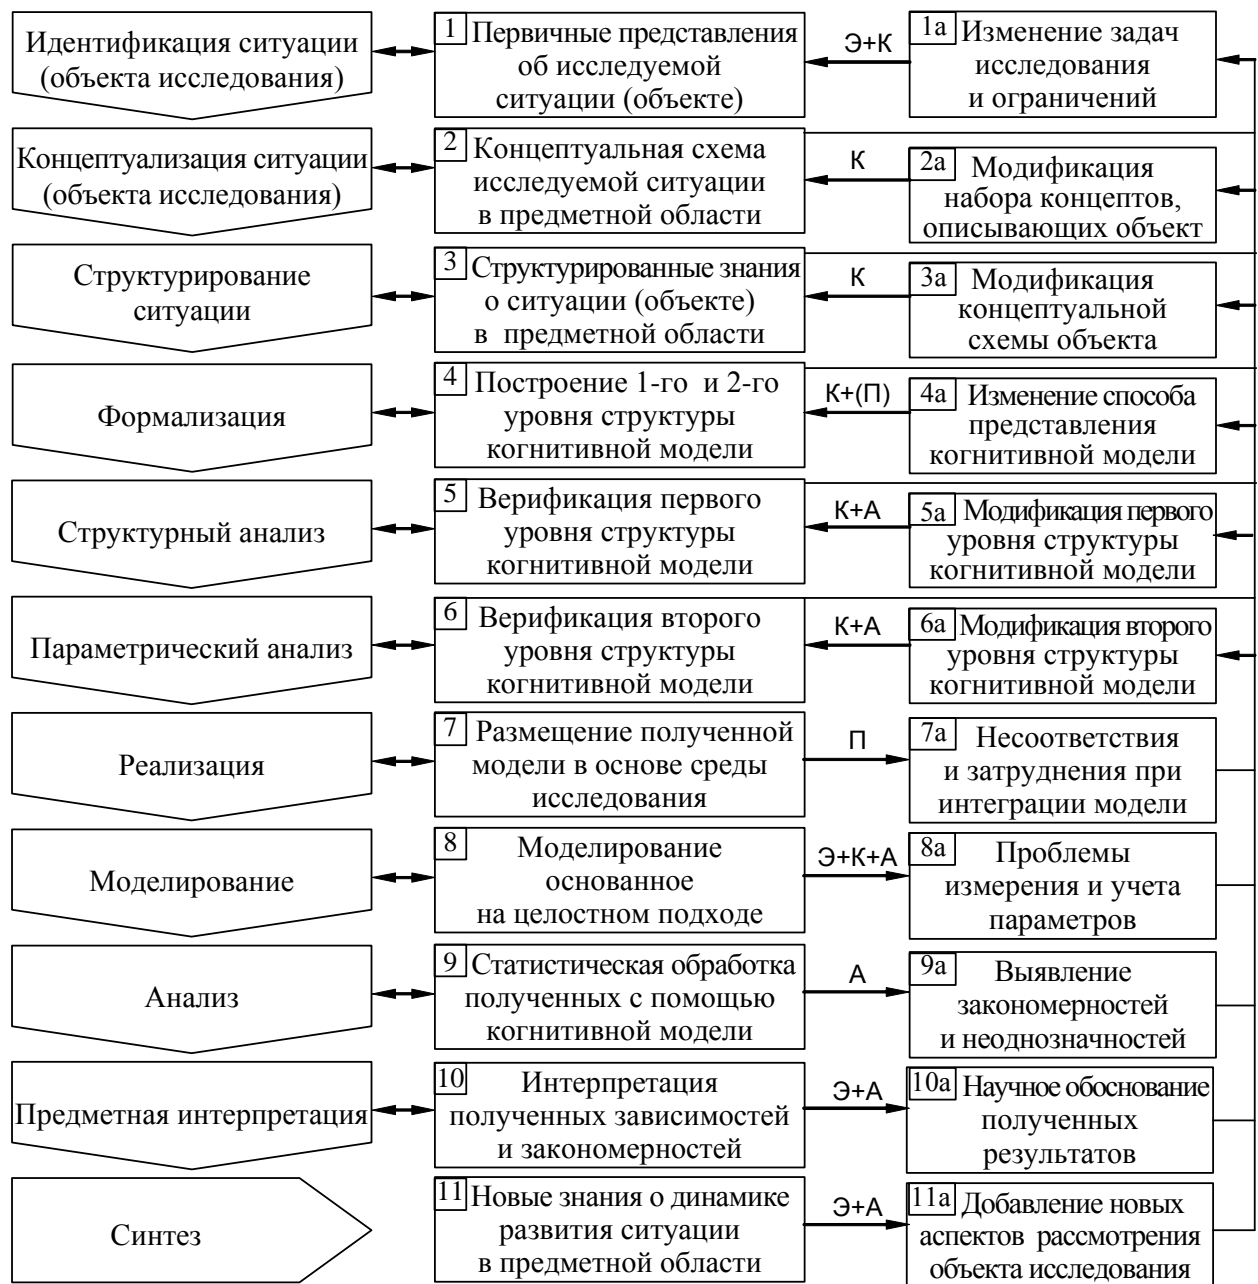 Идентификация ситуации
(объекта исследования)
1 Первичные представления
об исследуемой
ситуации (объекте)
Э+К
1а Изменение задач
исследования
и ограничений
Концептуализация ситуации
(объекта исследования)
2 Концептуальная схема
исследуемой ситуации
в предметной области
К
2а Модификация
набора концептов,
описывающих объект
Структурирование
ситуации
3 Структурированные знания
о ситуации (объекте)
в предметной области
К
3а Модификация
концептуальной
схемы объекта
Формализация
4 Построение 1-го и 2-го
уровня структуры
когнитивной модели
К+(П)
4а Изменение способа
представления
когнитивной модели
Структурный анализ
5 Верификация первого
уровня структуры
когнитивной модели
К+А
5а Модификация первого
уровня структуры
когнитивной модели
Параметрический анализ
6 Верификация второго
уровня структуры
когнитивной модели
К+А
6а Модификация второго
уровня структуры
когнитивной модели
Реализация
7 Размещение полученной
модели в основе среды
исследования
П
7а Несоответствия
и затруднения при
интеграции модели
Моделирование
8 Моделирование
основанное
на целостном подходе
Э+К+А
8а Проблемы
измерения и учета
параметров
Анализ
9 Статистическая обработка
полученных с помощью
когнитивной модели
А
9а Выявление
закономерностей
и неоднозначностей
Предметная интерпретация
10 Интерпретация
полученных зависимостей
и закономерностей
Э+А
10а Научное обоснование
полученных
результатов
Синтез
11 Новые знания о динамике
развития ситуации
в предметной области
Э+А
11а Добавление новых
аспектов рассмотрения
объекта исследования